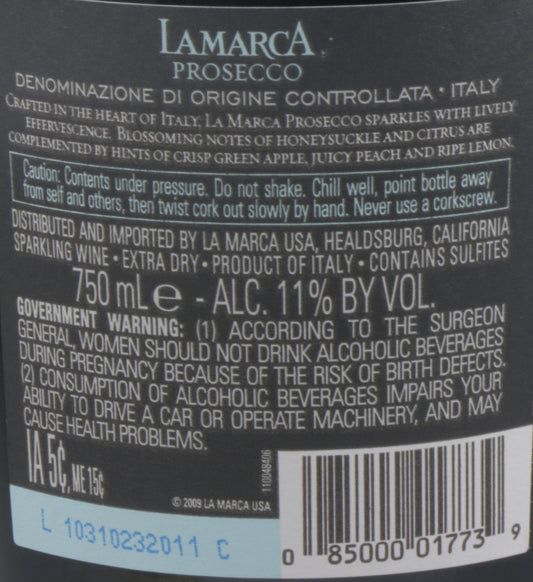 LAMARCA
PROSECCO
DENOMINAZIONE DI ORIGINE CONTROLLATA • ITALY
CRAFTED IN THE HEART OF ITALY, LA MARCA PROSECCO SPARKLES WITH LIVELY
EFFERVESCENCE. BLOSSOMING NOTES OF HONEYSUCKLE AND CITRUS ARE
COMPLEMENTED BY HINTS OF CRISP GREEN APPLE, JUICY PEACH AND RIPE LEMON.
Caution: Contents under pressure. Do not shake. Chill well, point bottle away
from self and others, then twist cork out slowly by hand. Never use a corkscrew.
DISTRIBUTED AND IMPORTED BY LA MARCA USA, HEALDSBURG, CALIFORNIA
SPARKLING WINE • EXTRA DRY • PRODUCT OF ITALY • CONTAINS SULFITES
750 mL e - ALC. 11% BY VOL.
GOVERNMENT WARNING: (1) ACCORDING TO THE SURGEON
GENERAL, WOMEN SHOULD NOT DRINK ALCOHOLIC BEVERAGES
DURING PREGNANCY BECAUSE OF THE RISK OF BIRTH DEFECTS.
(2) CONSUMPTION OF ALCOHOLIC BEVERAGES IMPAIRS YOUR
ABILITY TO DRIVE A CAR OR OPERATE MACHINERY, AND MAY
CAUSE HEALTH PROBLEMS.
IA 5¢, ME 15¢
© 2009 LA MARCA USA
110048406
L 10310232011 C
0 85000 01773 9